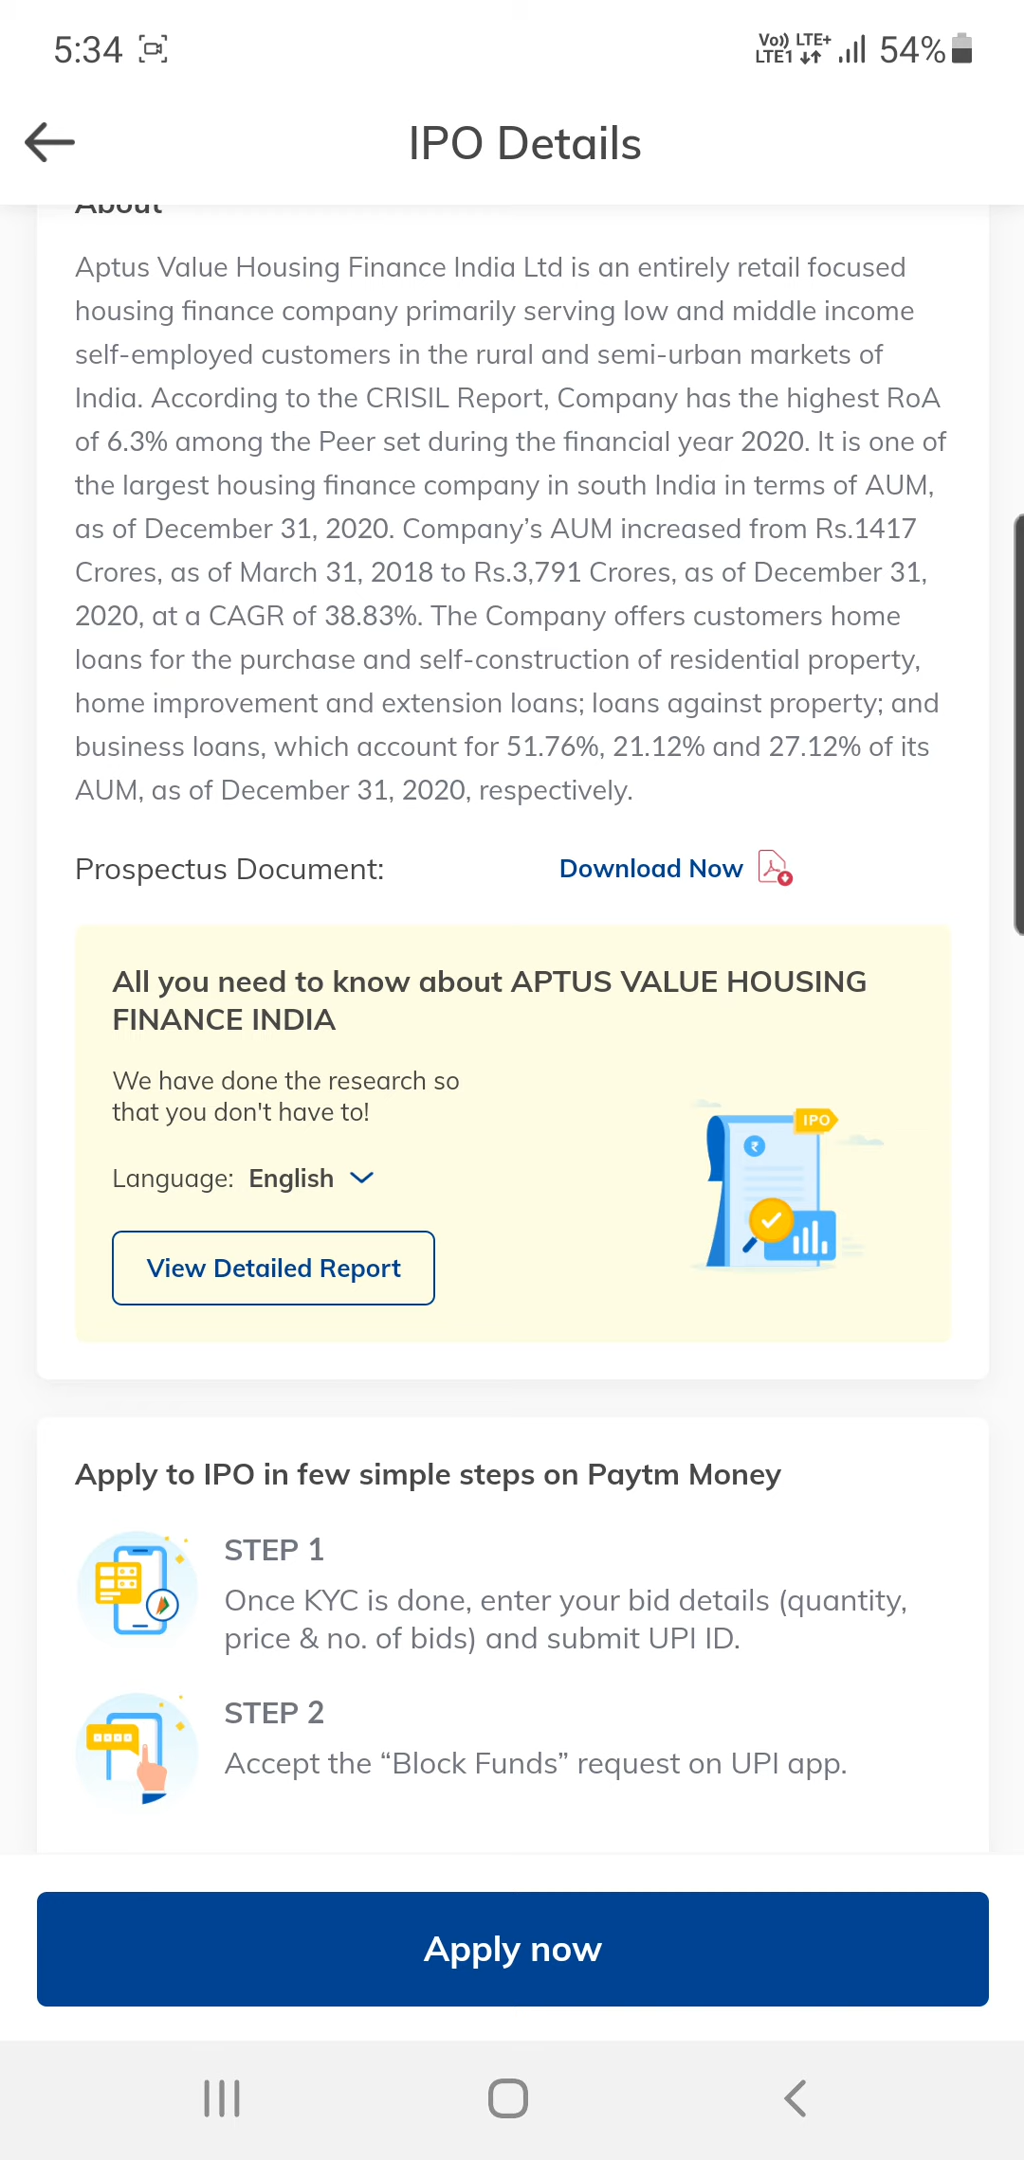 5:34
Vo)) LTE+
LTE1
54%
IPO Details
About
Aptus Value Housing Finance India Ltd is an entirely retail focused
housing finance company primarily serving low and middle income
self-employed customers in the rural and semi-urban markets of
India. According to the CRISIL Report, Company has the highest RoA
of 6.3% among the Peer set during the financial year 2020. It is one of
the largest housing finance company in south India in terms of AUM,
as of December 31, 2020. Company’s AUM increased from Rs.1417
Crores, as of March 31, 2018 to Rs.3,791 Crores, as of December 31,
2020, at a CAGR of 38.83%. The Company offers customers home
loans for the purchase and self-construction of residential property,
home improvement and extension loans; loans against property; and
business loans, which account for 51.76%, 21.12% and 27.12% of its
AUM, as of December 31, 2020, respectively.
Prospectus Document:
Download Now
All you need to know about APTUS VALUE HOUSING
FINANCE INDIA
We have done the research so
that you don't have to!
IPO
₹
Language: English
View Detailed Report
Apply to IPO in few simple steps on Paytm Money
STEP 1
Once KYC is done, enter your bid details (quantity,
price & no. of bids) and submit UPI ID.
STEP 2
Accept the “Block Funds” request on UPI app.
Apply now